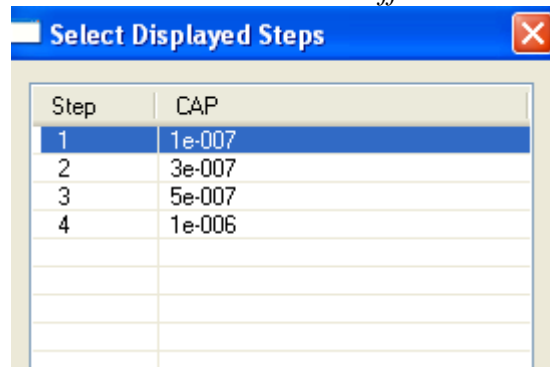 Select Displayed Steps
Step CAP
1 1e-007
2 3e-007
3 5e-007
4 1e-006